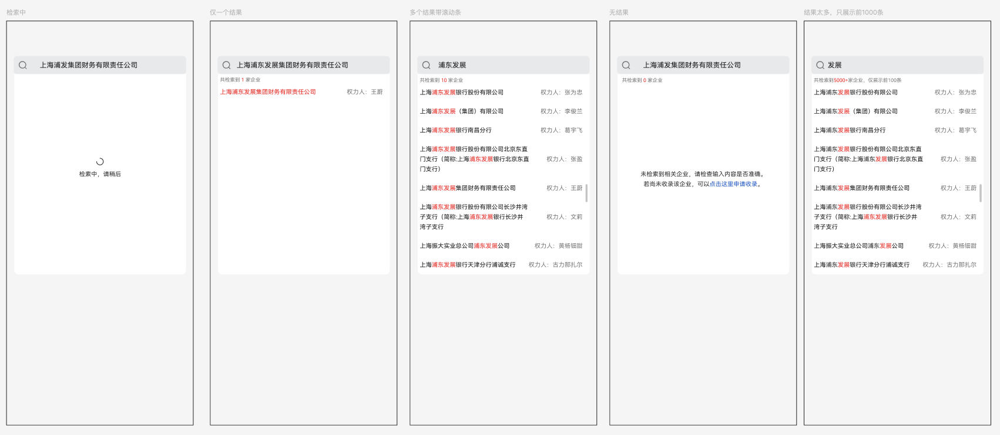 检索中
上海浦发集团财务有限责任公司
检索中，请稍后
仅一个结果
上海浦东发展集团财务有限责任公司
共检索到 1 家企业
上海浦东发展集团财务有限责任公司 权力人：王蔚
多个结果带滚动条
浦东发展
共检索到 10 家企业
上海浦东发展银行股份有限公司 权力人：张为忠
上海浦东发展（集团）有限公司 权力人：李俊兰
上海浦东发展银行南昌分行 权力人：葛宇飞
上海浦东发展银行股份有限公司北京东直
门支行（简称:上海浦东发展银行北京东直 权力人：张盈
门支行）
上海浦东发展集团财务有限责任公司 权力人：王蔚
上海浦东发展银行股份有限公司长沙井湾
子支行（简称:上海浦东发展银行长沙井 权力人：文莉
湾子支行
上海振大实业总公司浦东发展公司 权力人：黄杨钿甜
上海浦东发展银行天津分行浦诚支行 权力人：古力那扎尔
无结果
上海浦发集团财务有限责任公司
共检索到 0 家企业
未检索到相关企业，请检查输入内容是否准确。
若尚未收录该企业，可以点击这里申请收录。
结果太多，只展示前1000条
发展
共检索到5000+家企业，仅展示前100条
上海浦东发展银行股份有限公司 权力人：张为忠
上海浦东发展（集团）有限公司 权力人：李俊兰
上海浦东发展银行南昌分行 权力人：葛宇飞
上海浦东发展银行股份有限公司北京东直
门支行（简称:上海浦东发展银行北京东直 权力人：张盈
门支行）
上海浦东发展集团财务有限责任公司 权力人：王蔚
上海浦东发展银行股份有限公司长沙井湾
子支行（简称:上海浦东发展银行长沙井 权力人：文莉
湾子支行
上海振大实业总公司浦东发展公司 权力人：黄杨钿甜
上海浦东发展银行天津分行浦诚支行 权力人：古力那扎尔